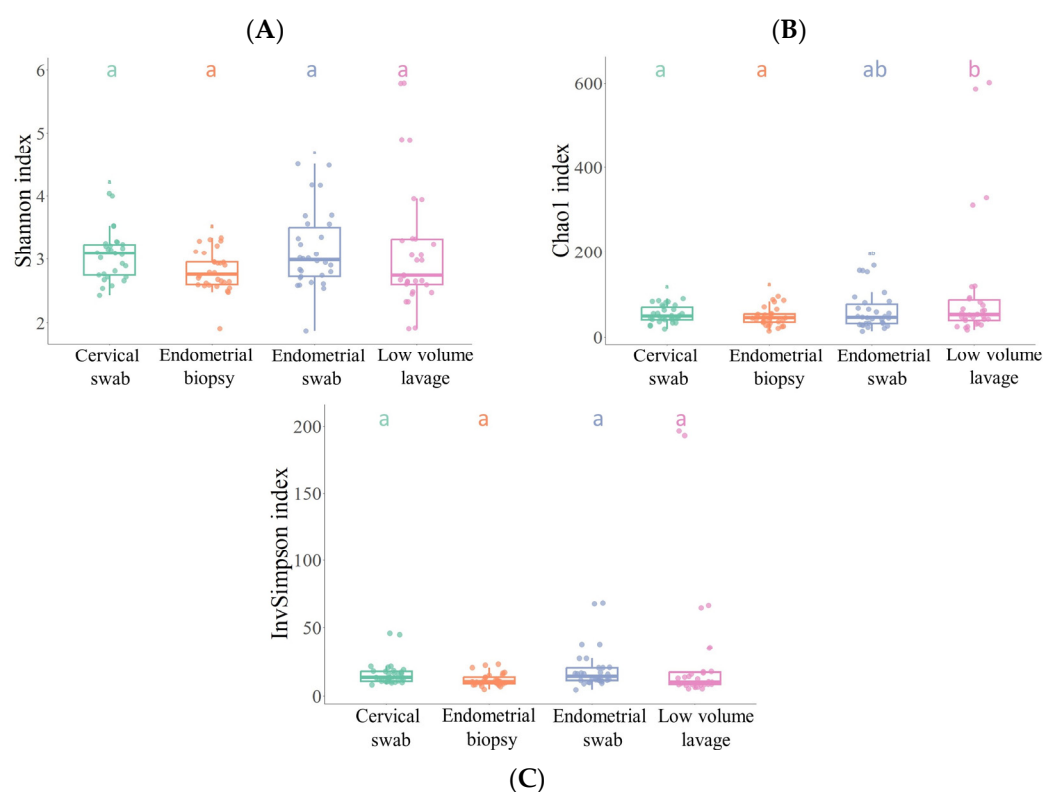 (A)
a a a a
Shannon index
6
5
4
3
2
Cervical swab
Endometrial biopsy
Endometrial swab
Low volume lavage
(B)
a a ab b
Chao1 index
600
400
200
0
Cervical swab
Endometrial biopsy
Endometrial swab
Low volume lavage
a a a a
InvSimpson index
200
150
100
50
0
Cervical swab
Endometrial biopsy
Endometrial swab
Low volume lavage
(C)